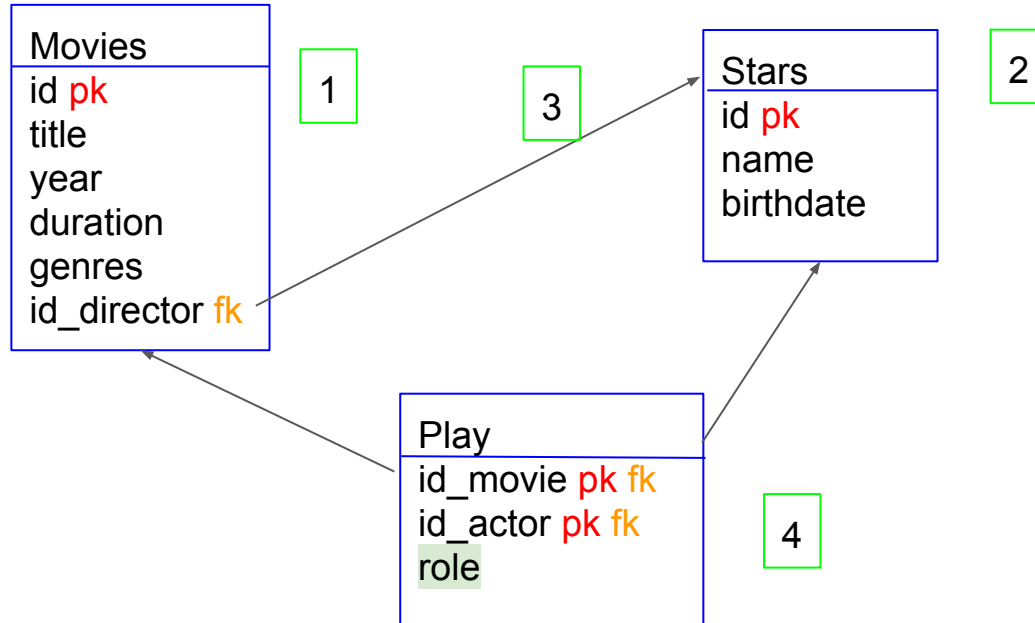 Movies
id pk
title
year
duration
genres
id_director fk
1
3
Stars
id pk
name
birthdate
2
Play
id_movie pk fk
id_actor pk fk
role
4